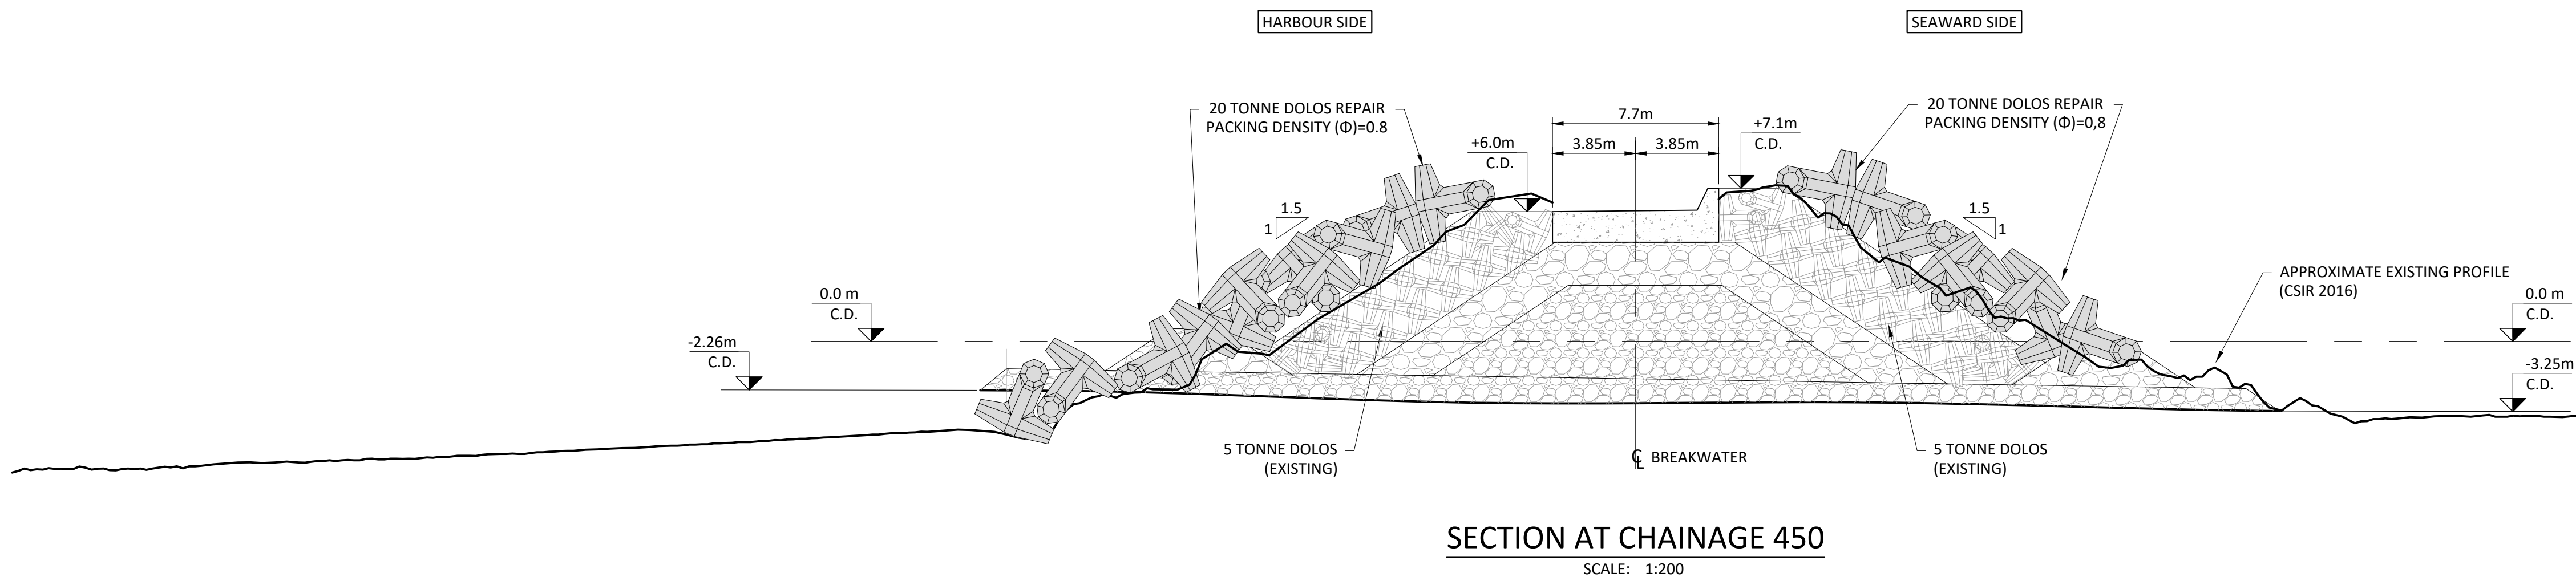 HARBOUR SIDE
SEAWARD SIDE
20 TONNE DOLOS REPAIR
PACKING DENSITY (Φ)=0.8
20 TONNE DOLOS REPAIR
PACKING DENSITY (Φ)=0,8
7.7m
3.85m
3.85m
+6.0m
C.D.
+7.1m
C.D.
1.5
1
1.5
1
APPROXIMATE EXISTING PROFILE
(CSIR 2016)
0.0 m
C.D.
0.0 m
C.D.
-2.26m
C.D.
-3.25m
C.D.
5 TONNE DOLOS
(EXISTING)
CL BREAKWATER
5 TONNE DOLOS
(EXISTING)
SECTION AT CHAINAGE 450
SCALE: 1:200